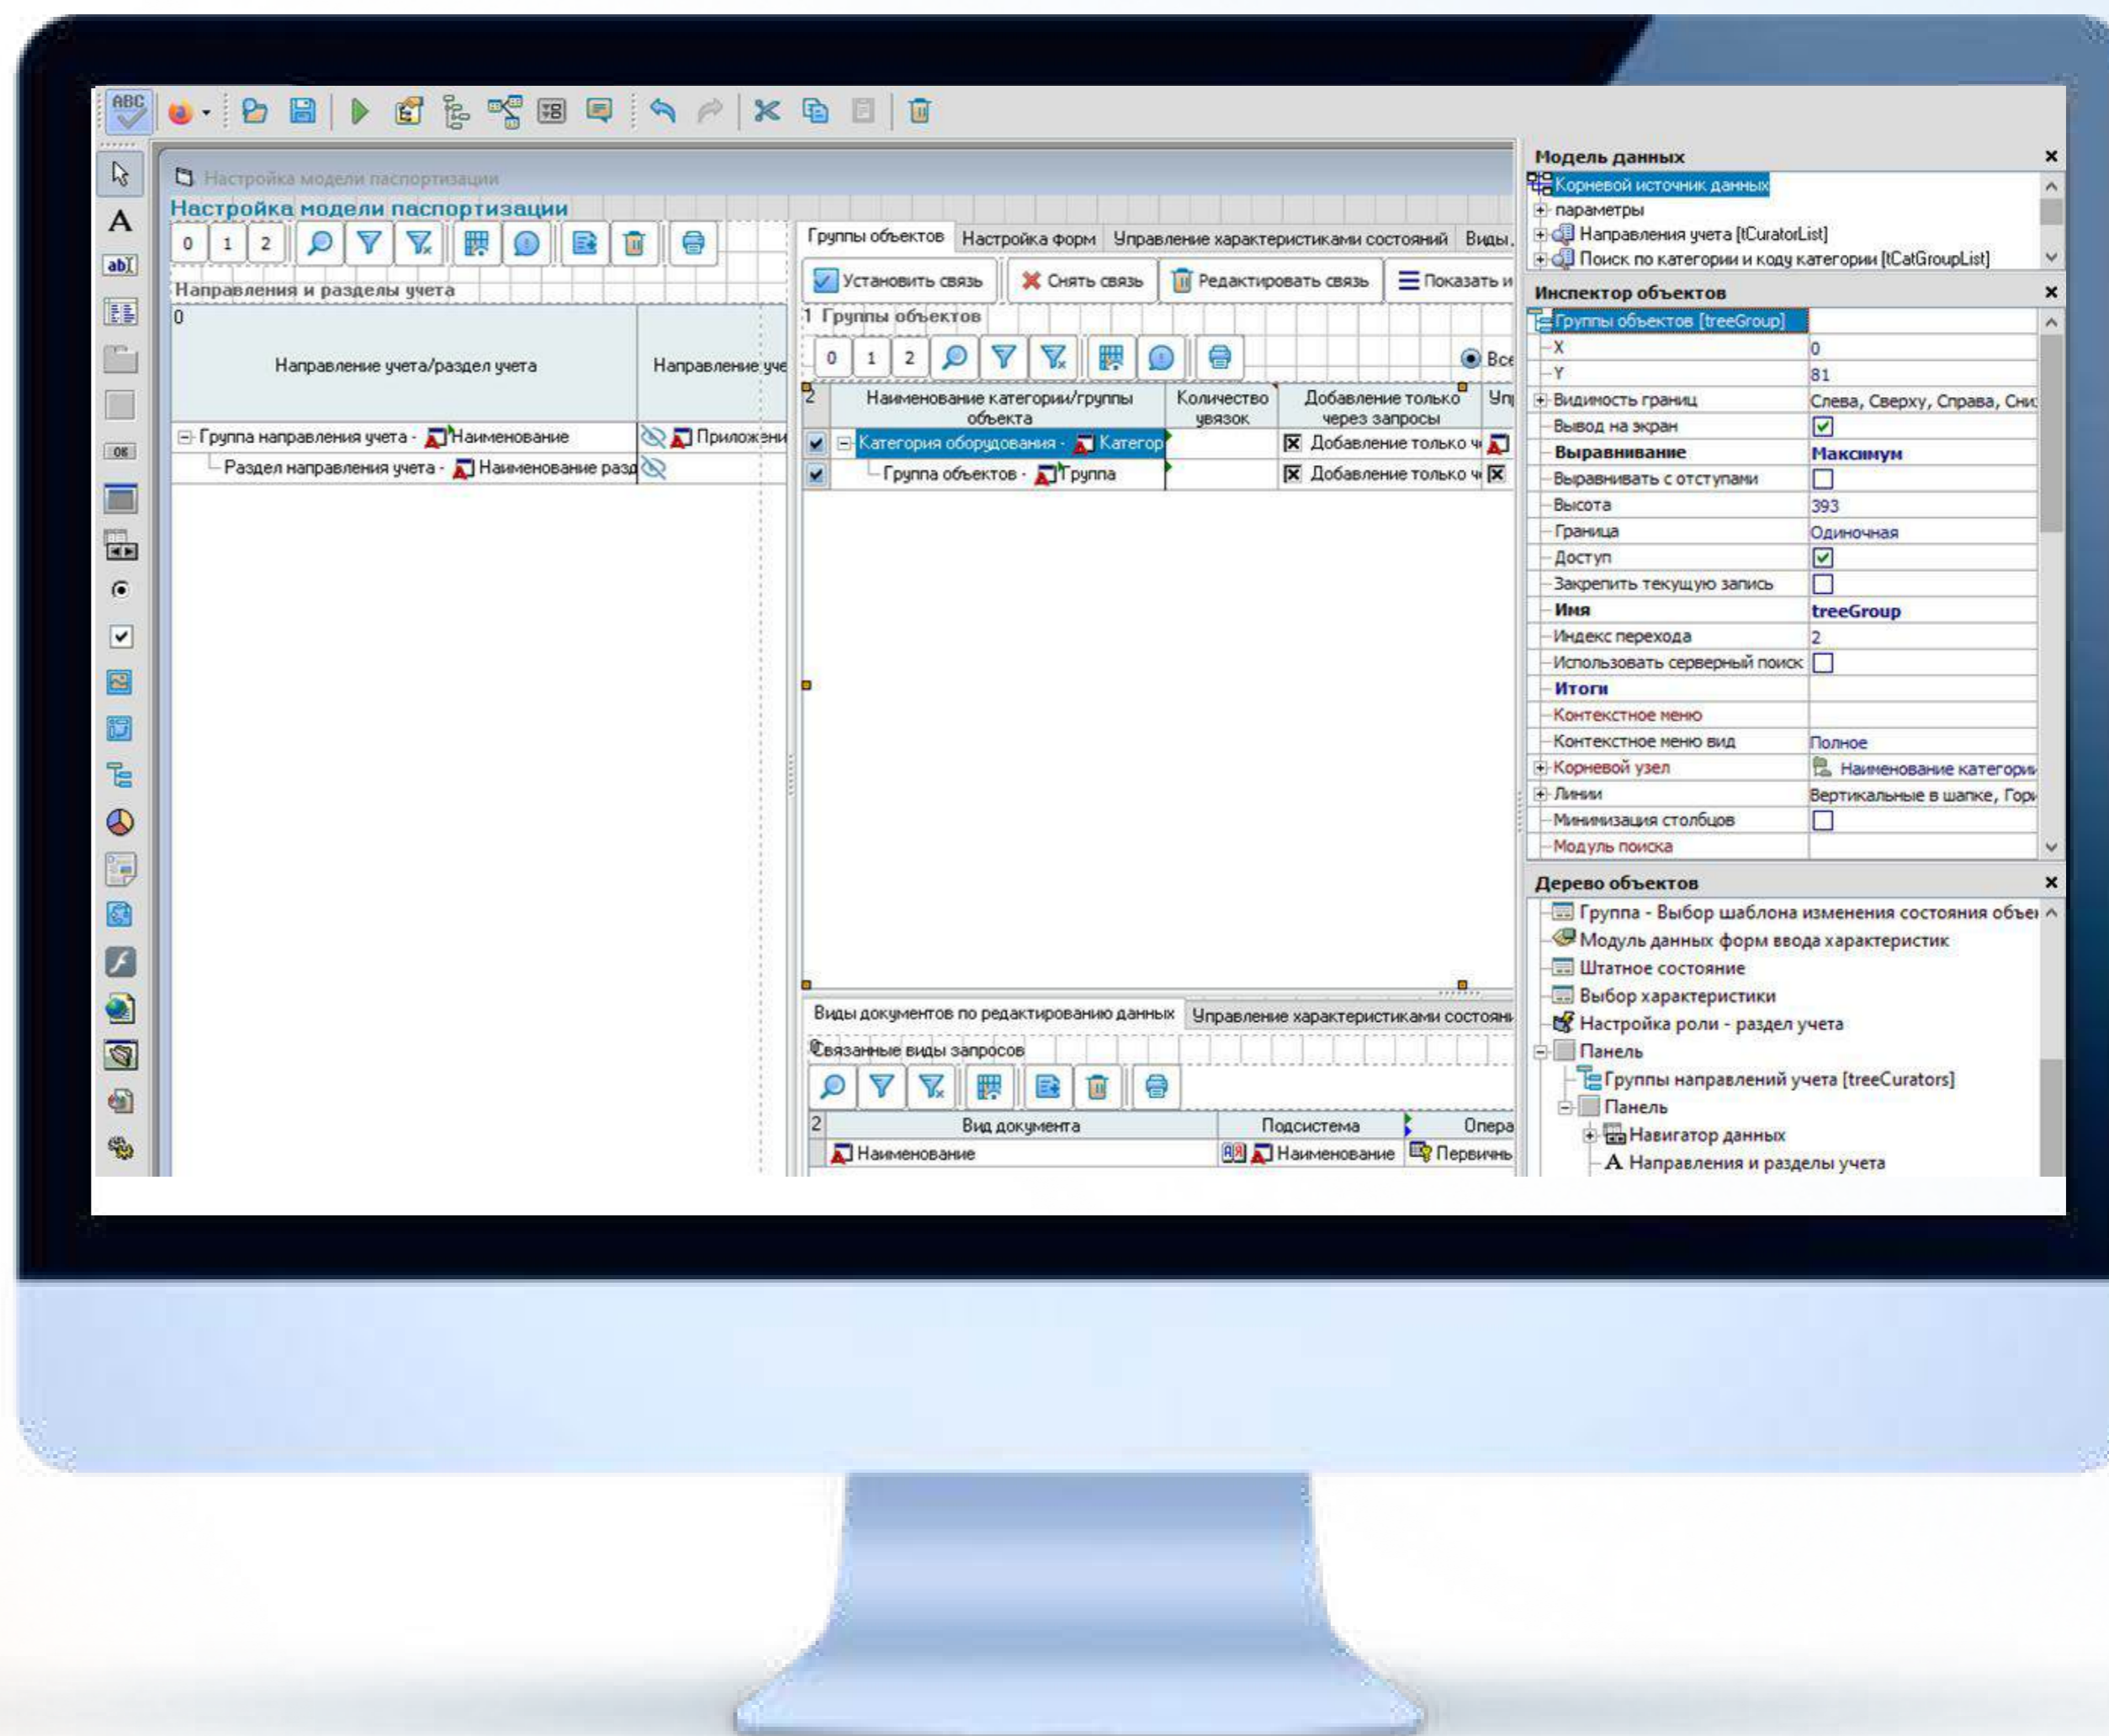 ABC
Настройка модели паспортизации
Настройка модели паспортизации
0 1 2
Направления и разделы учета
0
Направление учета/раздел учета
Направление уче
Группа направления учета - Наименование
Приложени
Раздел направления учета - Наименование разд
A
ab
OK
Группы объектов Настройка форм Управление характеристиками состояний Виды
Установить связь Снять связь Редактировать связь Показать и
1 Группы объектов
0 1 2
Все
2 Наименование категории/группы объекта
Количество увязок
Добавление только через запросы
Упр
Категория оборудования - Категор
Добавление только ч
Группа объектов - Группа
Добавление только ч
Виды документов по редактированию данных Управление характеристиками состояни
Связанные виды запросов
2 Вид документа Подсистема Опера
Наименование АЯ Наименование Первичнь
Модель данных
Корневой источник данных
параметры
Направления учета [tCuratorList]
Поиск по категории и коду категории [tCatGroupList]
Инспектор объектов
Группы объектов [treeGroup]
X 0
Y 81
Видимость границ Слева, Сверху, Справа, Сни
Вывод на экран
Выравнивание Максимум
Выравнивать с отступами
Высота 393
Граница Одиночная
Доступ
Закрепить текущую запись
Имя treeGroup
Индекс перехода 2
Использовать серверный поиск
Итоги
Контекстное меню
Контекстное меню вид Полное
Корневой узел Наименование категории
Линии Вертикальные в шапке, Гори
Минимизация столбцов
Модуль поиска
Дерево объектов
Группа - Выбор шаблона изменения состояния объек
Модуль данных форм ввода характеристик
Штатное состояние
Выбор характеристики
Настройка роли - раздел учета
Панель
Группы направлений учета [treeCurators]
Панель
Навигатор данных
A Направления и разделы учета